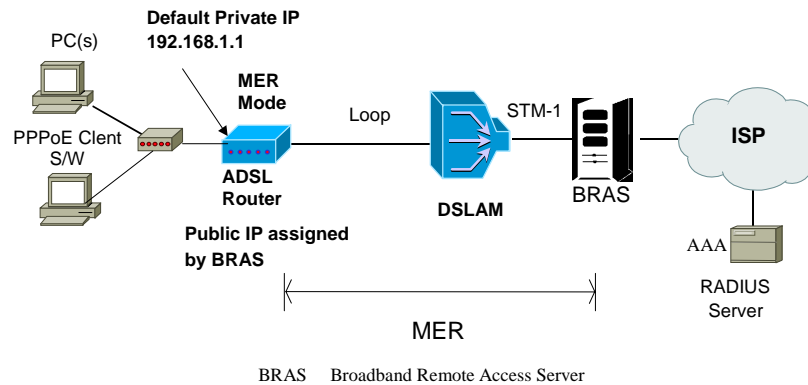 Default Private IP
192.168.1.1
PC(s)
MER
Mode
Loop
STM-1
ISP
PPPoE Clent
S/W
ADSL
Router
DSLAM
BRAS
Public IP assigned
by BRAS
AAA
RADIUS
Server
MER
BRAS Broadband Remote Access Server